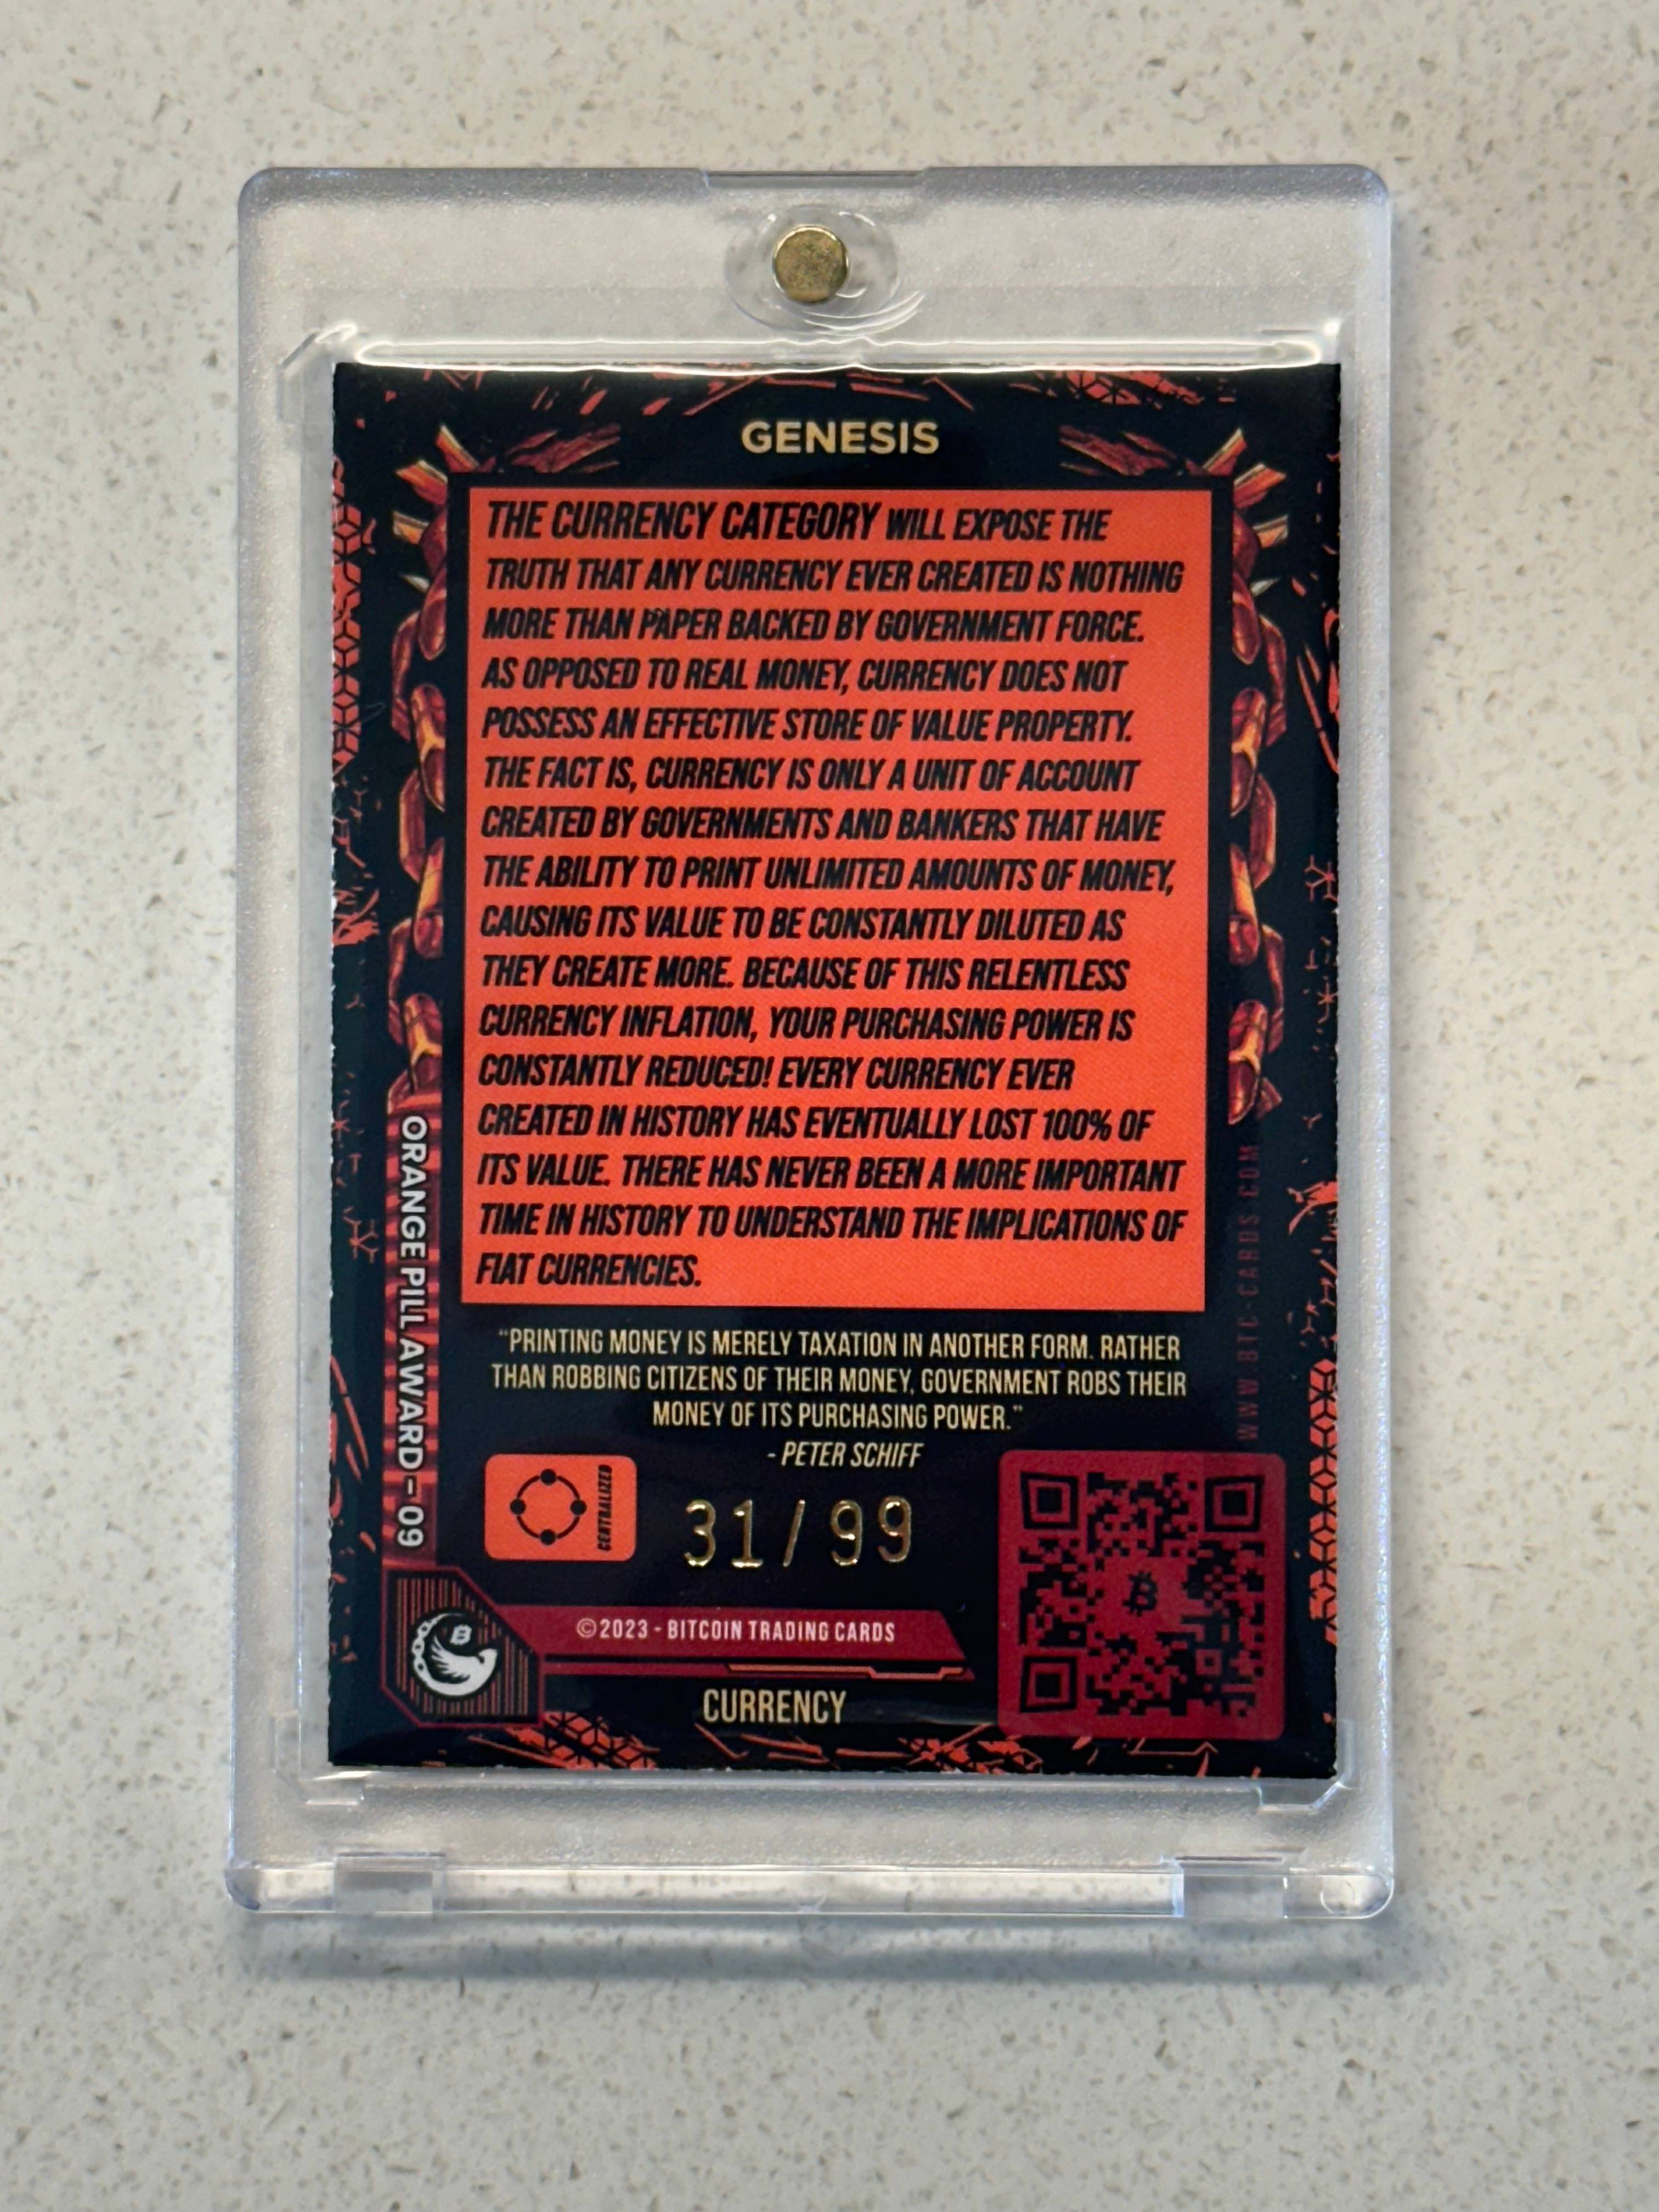 GENESIS
THE CURRENCY CATEGORY WILL EXPOSE THE
TRUTH THAT ANY CURRENCY EVER CREATED IS NOTHING
MORE THAN PAPER BACKED BY GOVERNMENT FORCE.
AS OPPOSED TO REAL MONEY, CURRENCY DOES NOT
POSSESS AN EFFECTIVE STORE OF VALUE PROPERTY.
THE FACT IS, CURRENCY IS ONLY A UNIT OF ACCOUNT
CREATED BY GOVERNMENTS AND BANKERS THAT HAVE
THE ABILITY TO PRINT UNLIMITED AMOUNTS OF MONEY,
CAUSING ITS VALUE TO BE CONSTANTLY DILUTED AS
THEY CREATE MORE. BECAUSE OF THIS RELENTLESS
CURRENCY INFLATION, YOUR PURCHASING POWER IS
CONSTANTLY REDUCED! EVERY CURRENCY EVER
CREATED IN HISTORY HAS EVENTUALLY LOST 100% OF
ITS VALUE. THERE HAS NEVER BEEN A MORE IMPORTANT
TIME IN HISTORY TO UNDERSTAND THE IMPLICATIONS OF
FIAT CURRENCIES.
ORANGE PILL AWARD - 09
WWW.BTC-CARDS.COM
"PRINTING MONEY IS MERELY TAXATION IN ANOTHER FORM. RATHER
THAN ROBBING CITIZENS OF THEIR MONEY, GOVERNMENT ROBS THEIR
MONEY OF ITS PURCHASING POWER."
- PETER SCHIFF
CENTRALIZED
31/99
©2023 - BITCOIN TRADING CARDS
CURRENCY